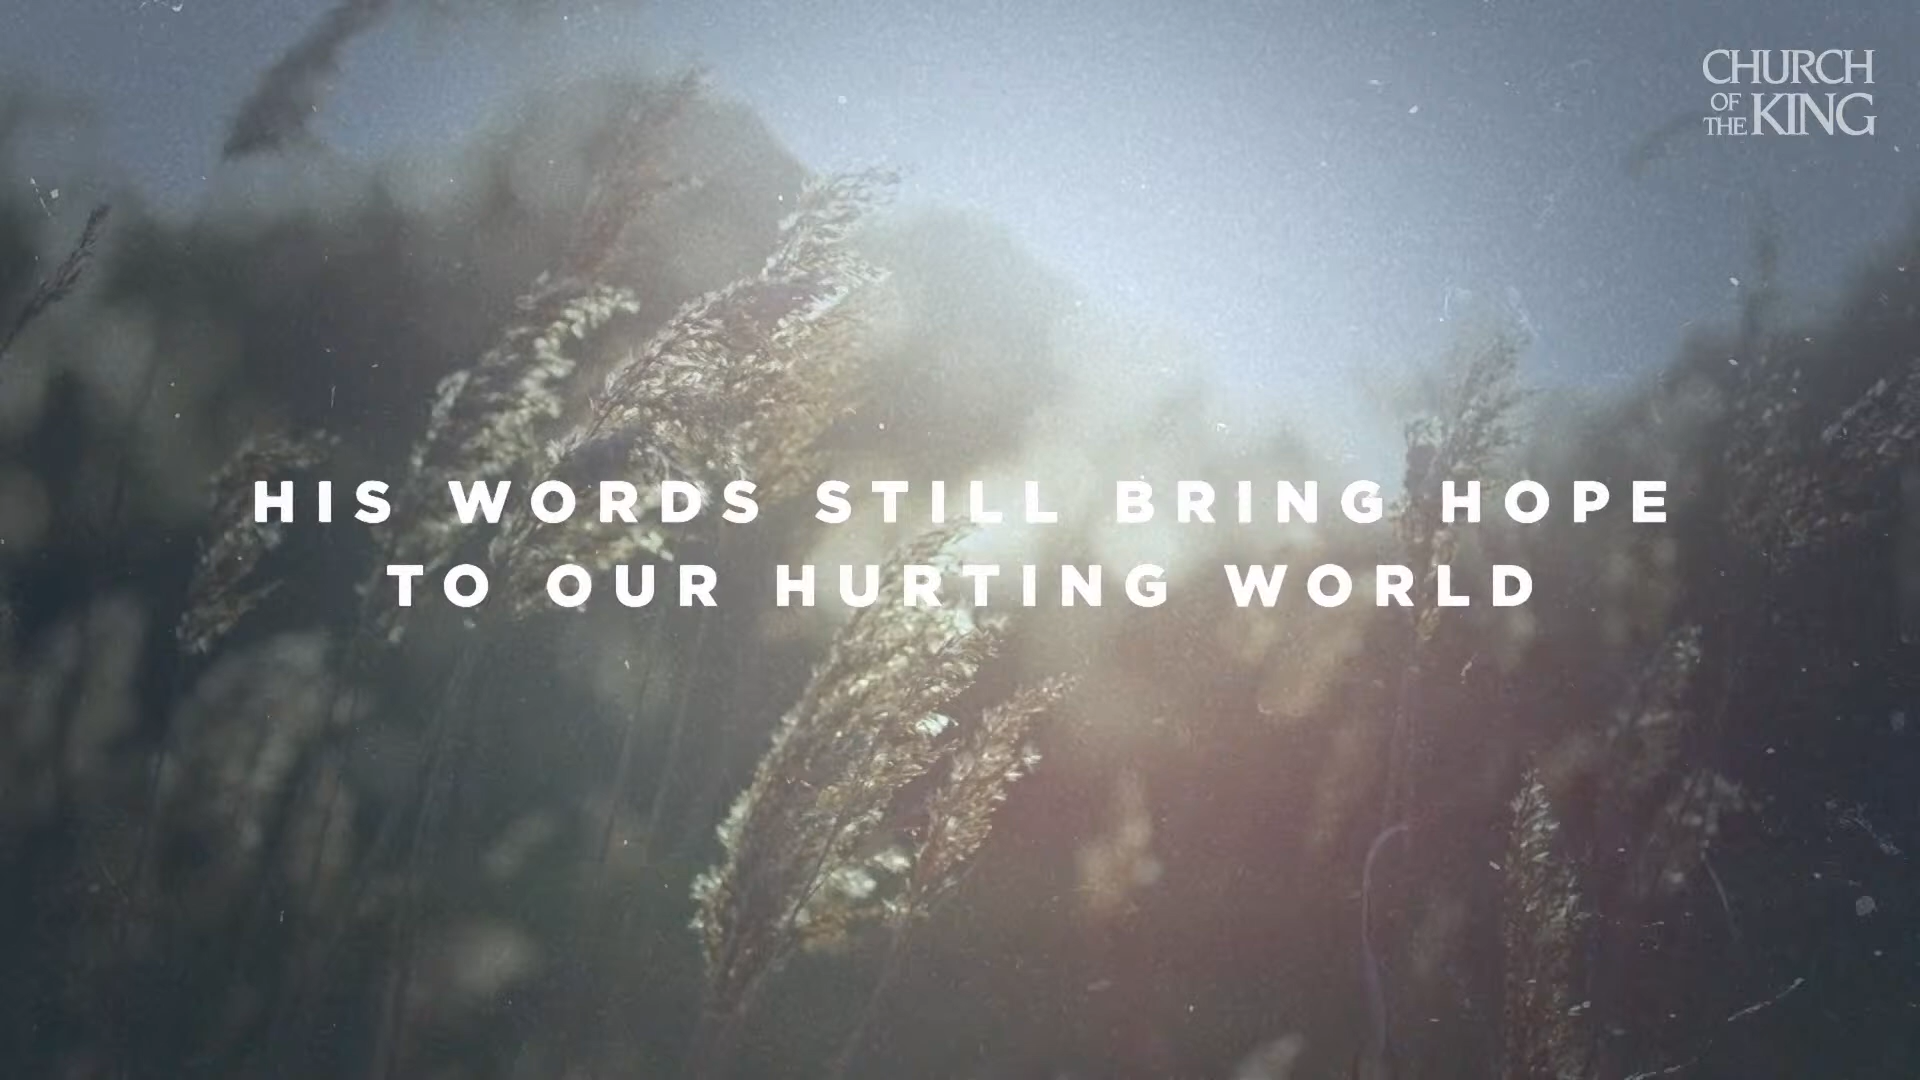 CHURCH
OF
THE KING
HIS WORDS STILL BRING HOPE
TO OUR HURTING WORLD